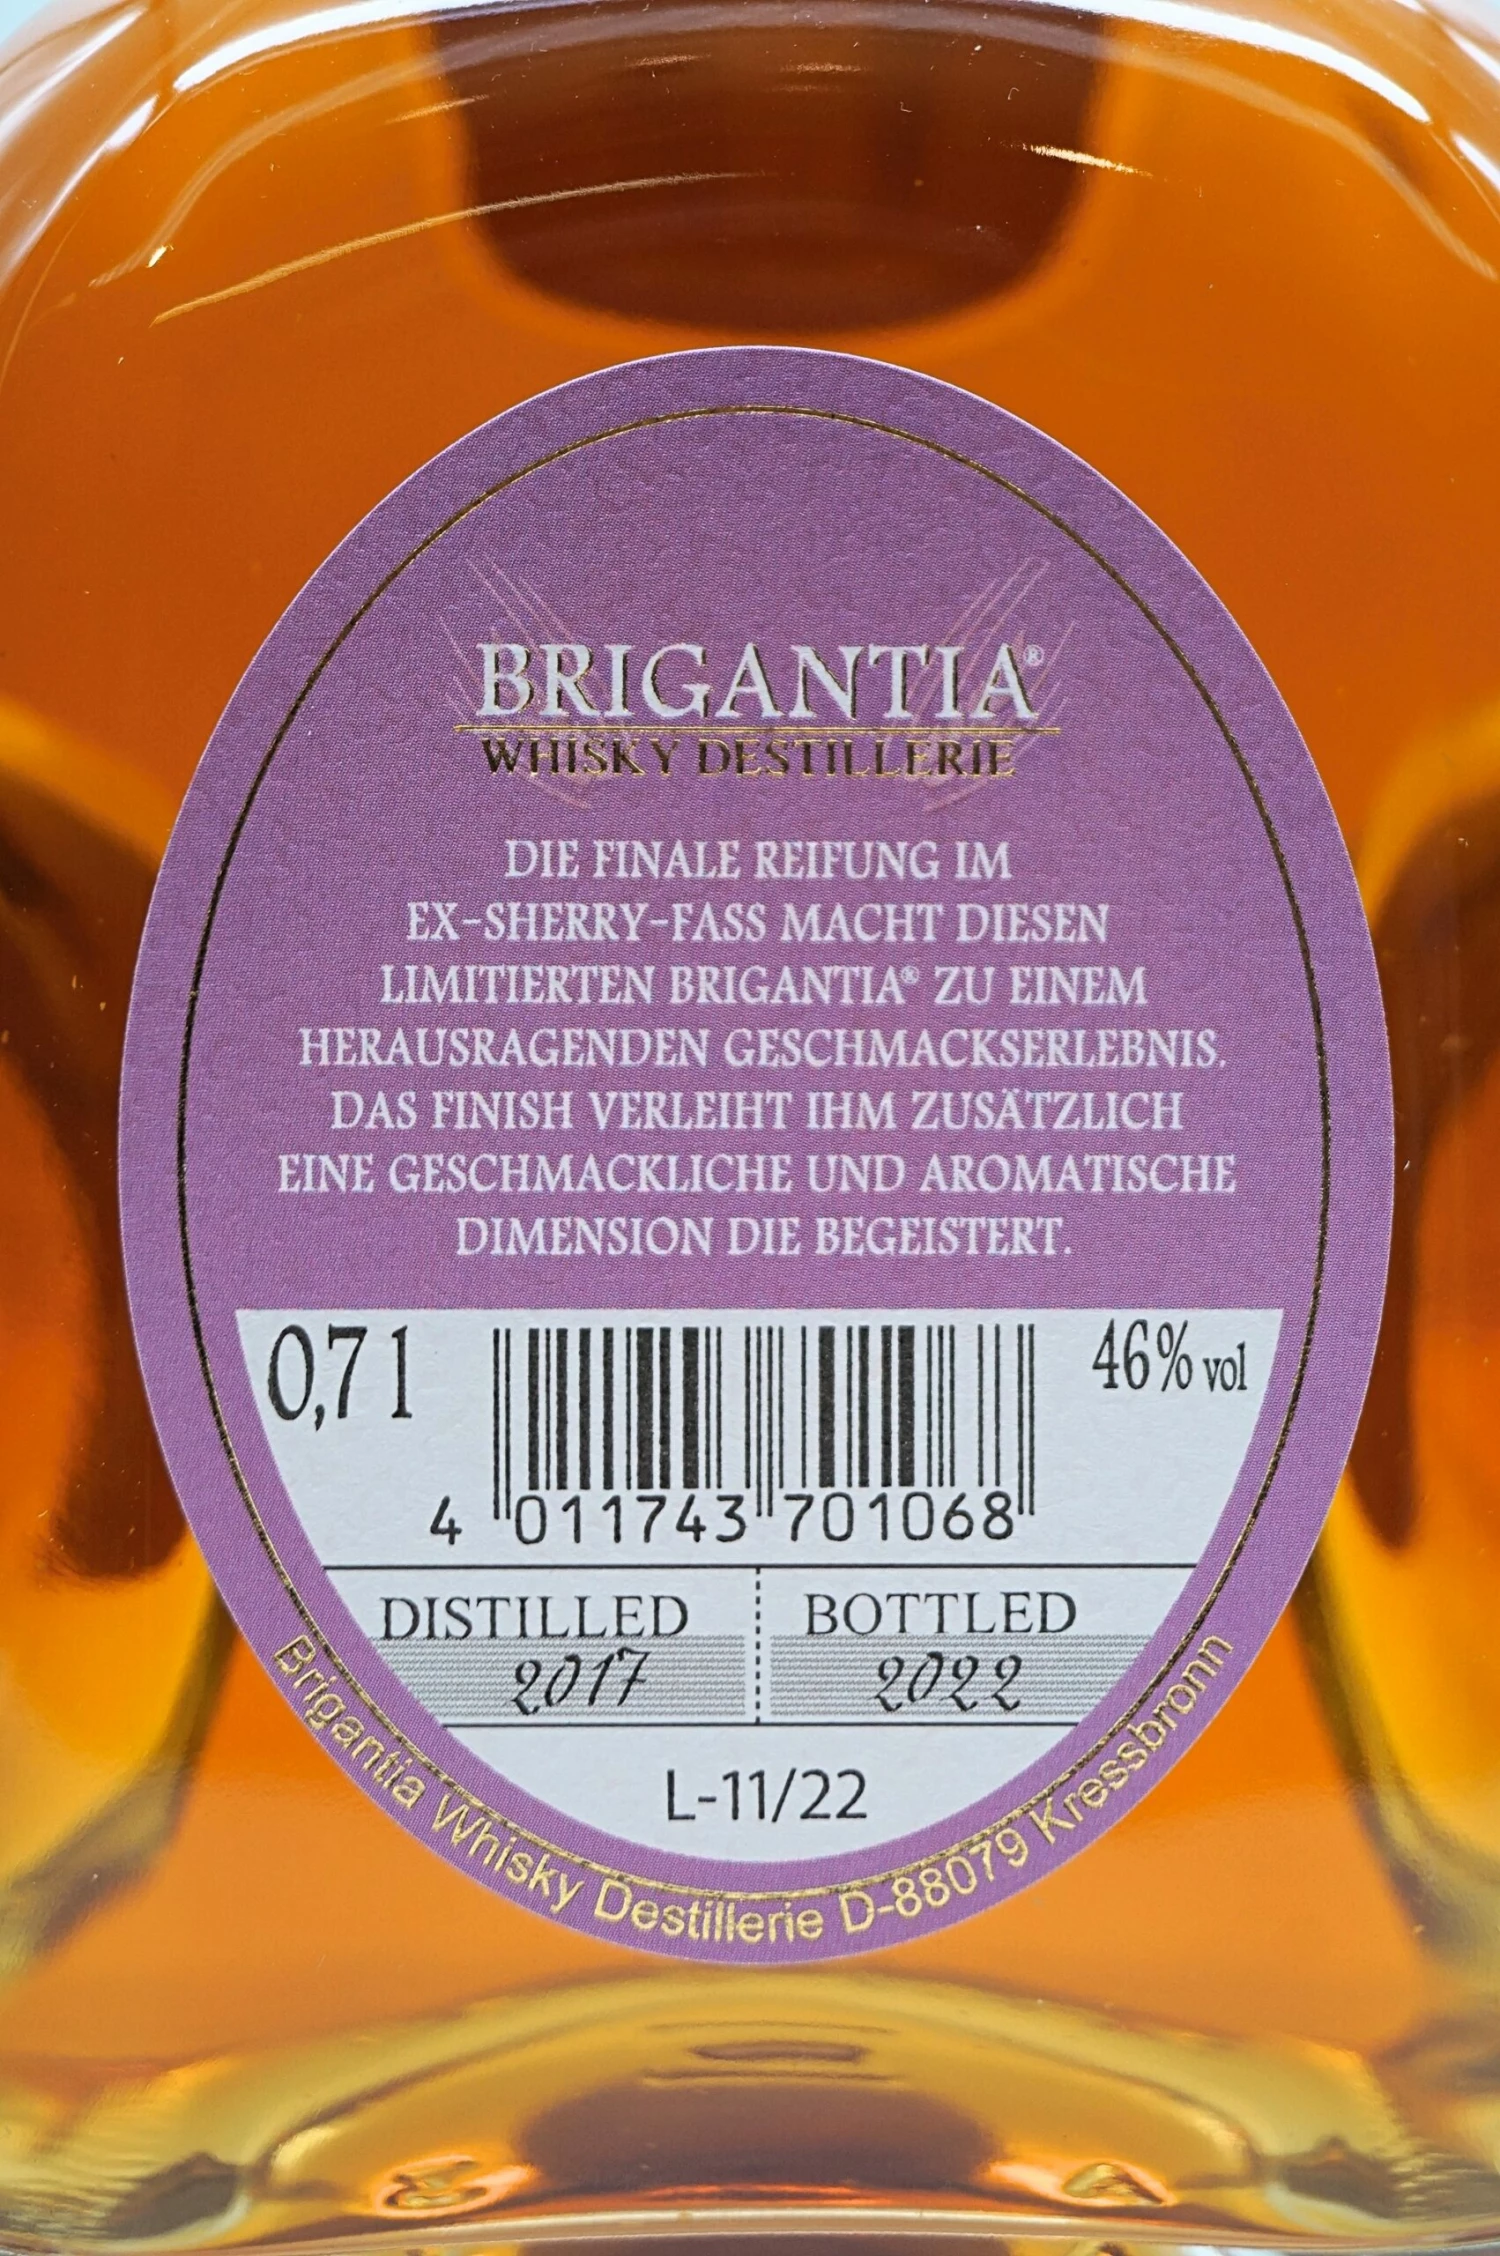 BRIGANTIA®
WHISKY DESTILLERIE
DIE FINALE REIFUNG IM
EX-SHERRY-FASS MACHT DIESEN
LIMITIERTEN BRIGANTIA® ZU EINEM
HERAUSRAGENDEN GESCHMACKSERLEBNIS.
DAS FINISH VERLEIHT IHM ZUSÄTZLICH
EINE GESCHMACKLICHE UND AROMATISCHE
DIMENSION DIE BEGEISTERT.
0,7 l
46% vol
4 011743 701068
DISTILLED
2017
BOTTLED
2022
L-11/22
Brigantia Whisky Destillerie D-88079 Kressbronn